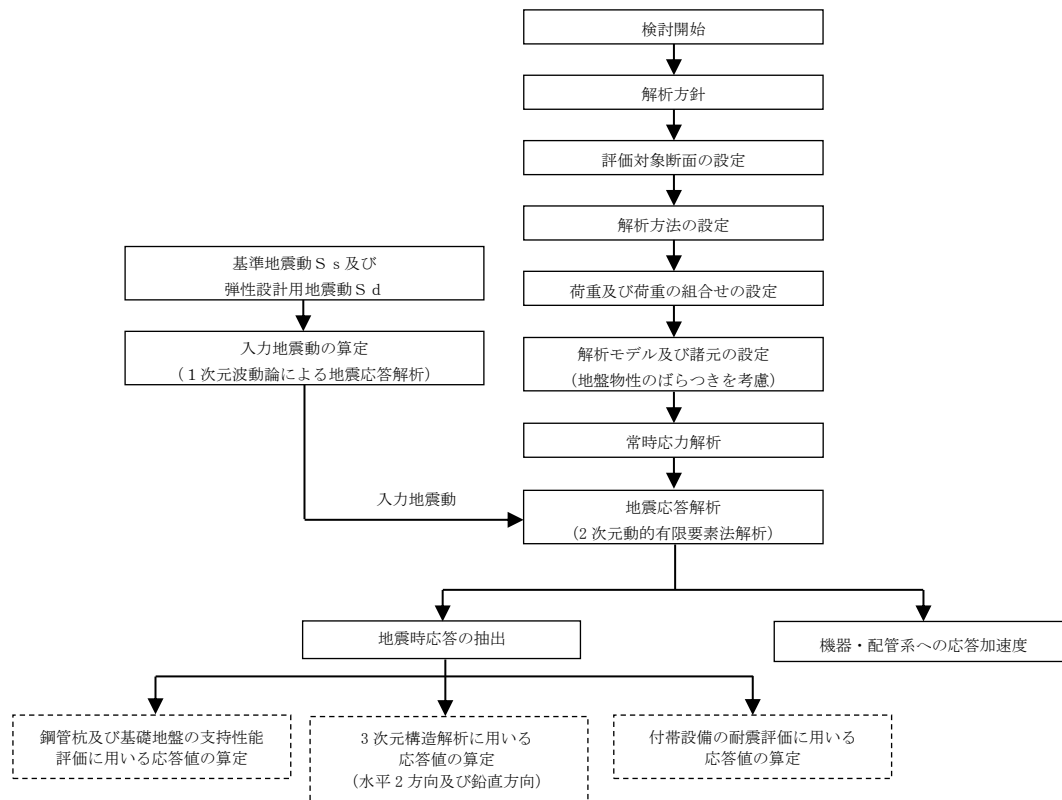 検討開始
解析方針
評価対象断面の設定
解析方法の設定
基準地震動Ｓｓ及び
弾性設計用地震動Ｓｄ
荷重及び荷重の組合せの設定
入力地震動の算定
（１次元波動論による地震応答解析）
解析モデル及び諸元の設定
（地盤物性のばらつきを考慮）
常時応力解析
入力地震動
地震応答解析
（２次元動的有限要素法解析）
地震時応答の抽出
機器・配管系への応答加速度
鋼管杭及び基礎地盤の支持性能
評価に用いる応答値の算定
３次元構造解析に用いる
応答値の算定
（水平２方向及び鉛直方向）
付帯設備の耐震評価に用いる
応答値の算定